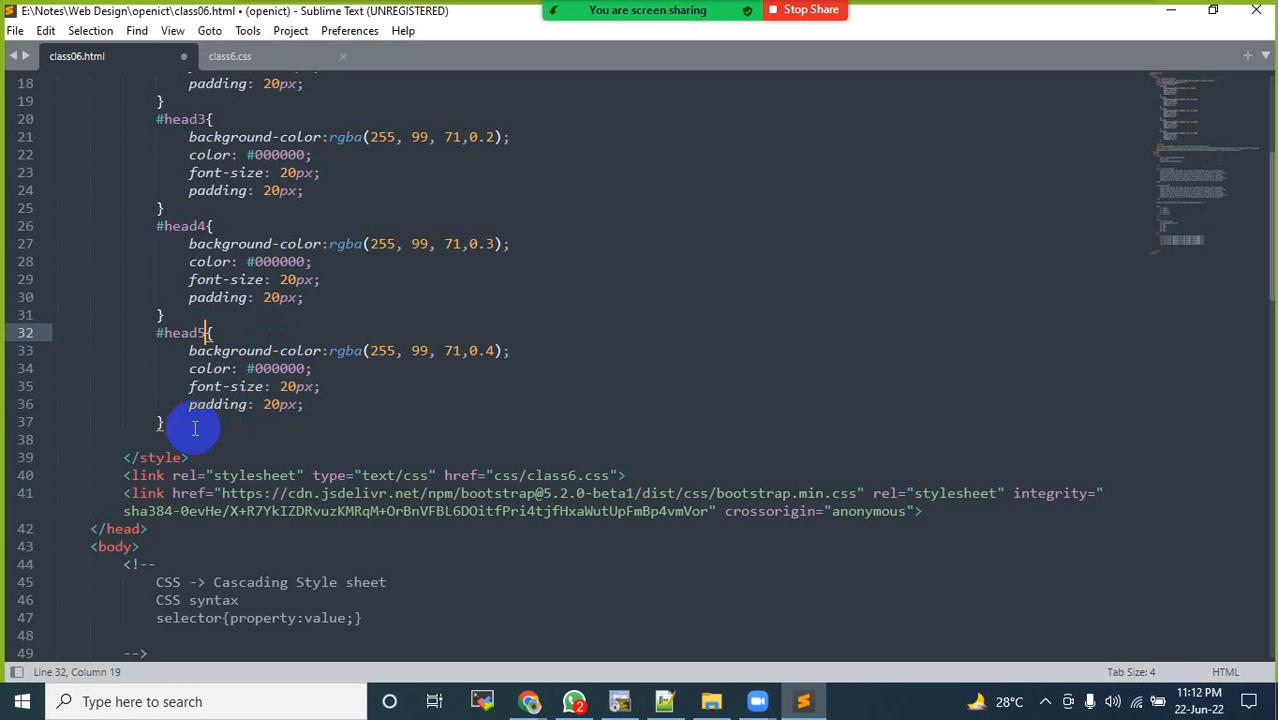 E:\Notes\Web Design\openict\class06.html • (openict) - Sublime Text (UNREGISTERED)
You are screen sharing
Stop Share
File Edit Selection Find View Goto Tools Project Preferences Help
class06.html
class6.css
18 padding: 20px;
19 }
20 #head3{
21 background-color:rgba(255, 99, 71,0.2);
22 color: #000000;
23 font-size: 20px;
24 padding: 20px;
25 }
26 #head4{
27 background-color:rgba(255, 99, 71,0.3);
28 color: #000000;
29 font-size: 20px;
30 padding: 20px;
31 }
32 #head5{
33 background-color:rgba(255, 99, 71,0.4);
34 color: #000000;
35 font-size: 20px;
36 padding: 20px;
37 }
38
39 </style>
40 <link rel="stylesheet" type="text/css" href="css/class6.css">
41 <link href="https://cdn.jsdelivr.net/npm/bootstrap@5.2.0-beta1/dist/css/bootstrap.min.css" rel="stylesheet" integrity="
sha384-0evHe/X+R7YkIZDRvuzKMRqM+OrBnVFBL6DOitfPri4tjfHxaWutUpFmBp4vmVor" crossorigin="anonymous">
42 </head>
43 <body>
44 <!--
45 CSS -> Cascading Style sheet
46 CSS syntax
47 selector{property:value;}
48
49 -->
Line 32, Column 19
Tab Size: 4
HTML
Type here to search
2
28°C
11:12 PM
22-Jun-22